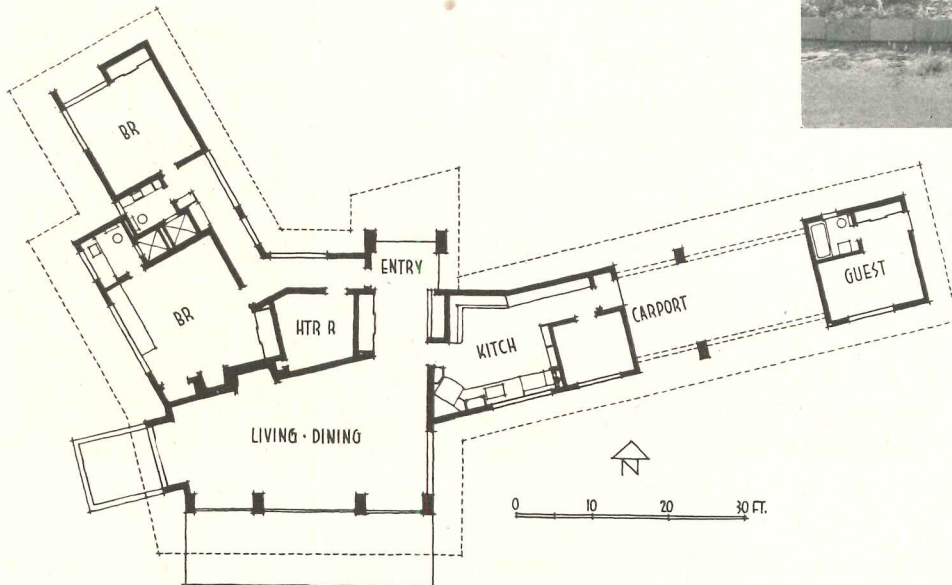 BR
ENTRY
GUEST
BR
HTR R
CARPORT
KITCH
LIVING · DINING
N
0 10 20 30 FT.